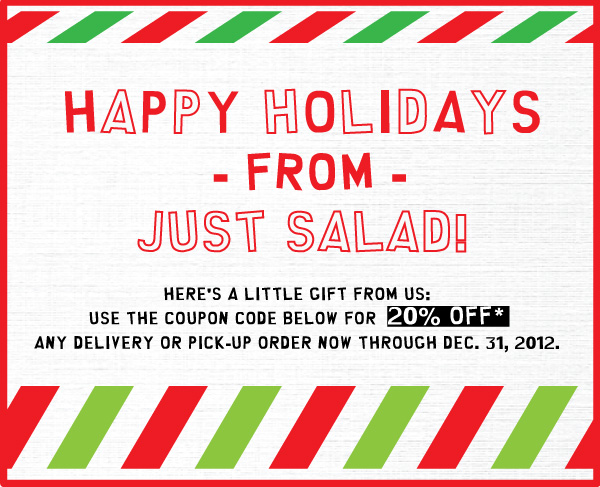 HAPPY HOLIDAYS
- FROM -
JUST SALAD!
HERE'S A LITTLE GIFT FROM US:
USE THE COUPON CODE BELOW FOR 20% OFF*
ANY DELIVERY OR PICK-UP ORDER NOW THROUGH DEC. 31, 2012.